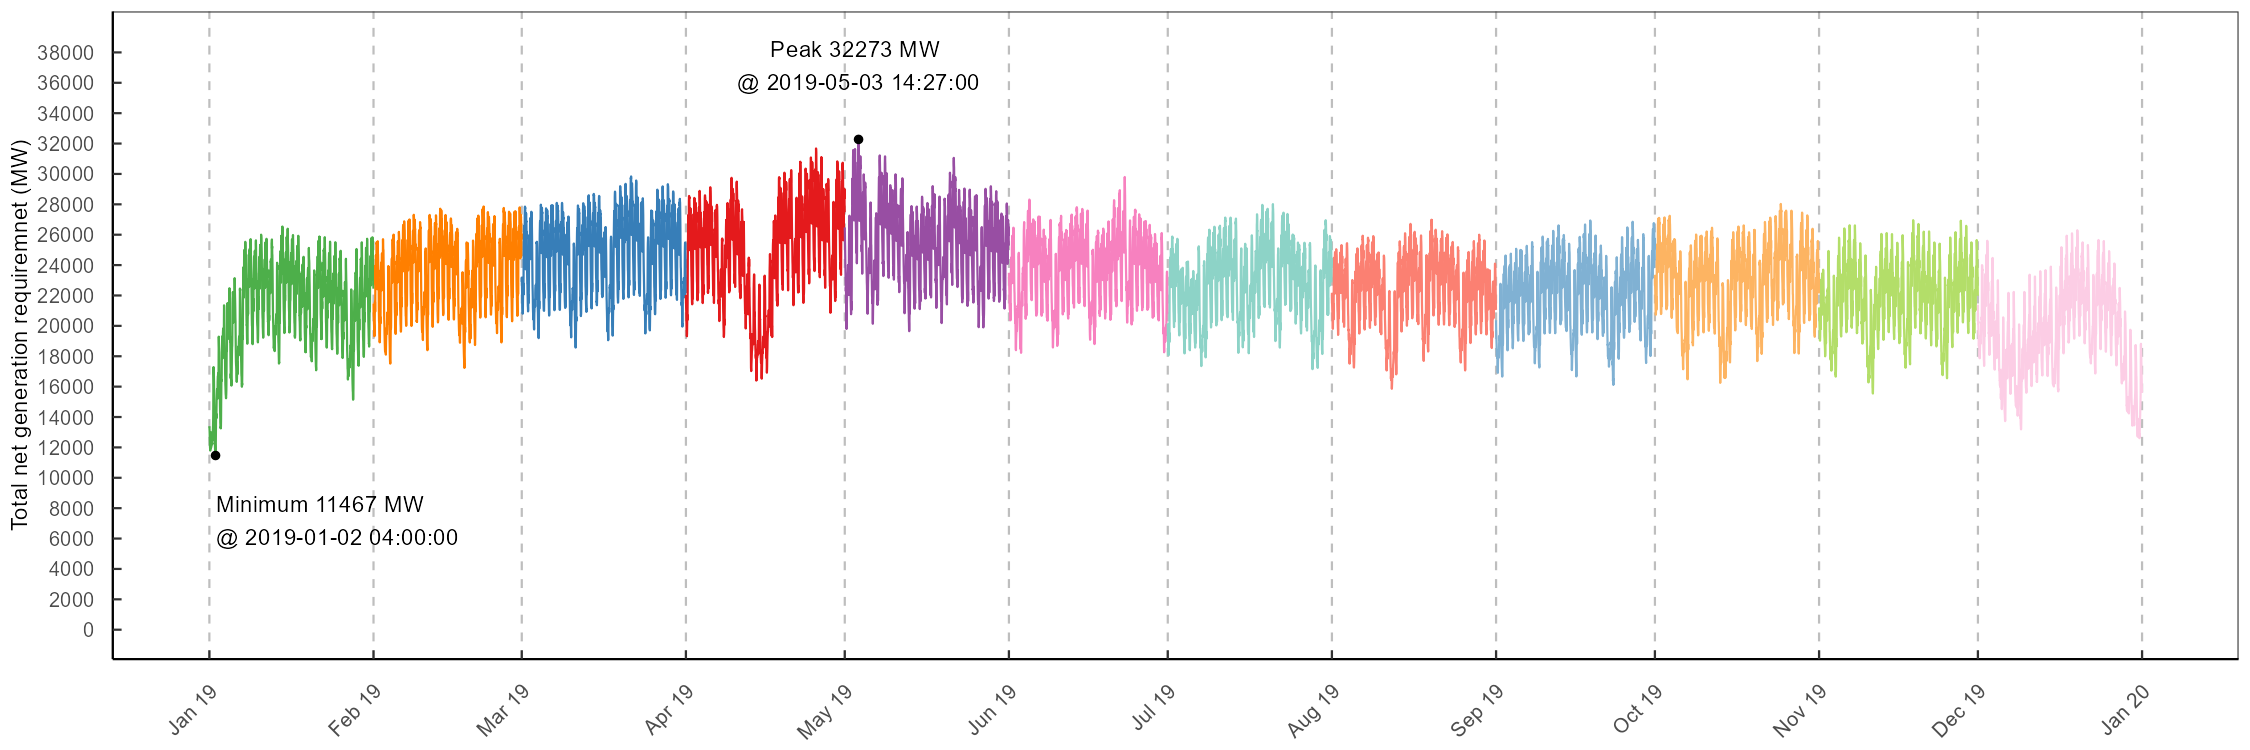 Peak 32273 MW
@ 2019-05-03 14:27:00
Minimum 11467 MW
@ 2019-01-02 04:00:00
Total net generation requiremnet (MW)
38000
36000
34000
32000
30000
28000
26000
24000
22000
20000
18000
16000
14000
12000
10000
8000
6000
4000
2000
0
Jan 19
Feb 19
Mar 19
Apr 19
May 19
Jun 19
Jul 19
Aug 19
Sep 19
Oct 19
Nov 19
Dec 19
Jan 20